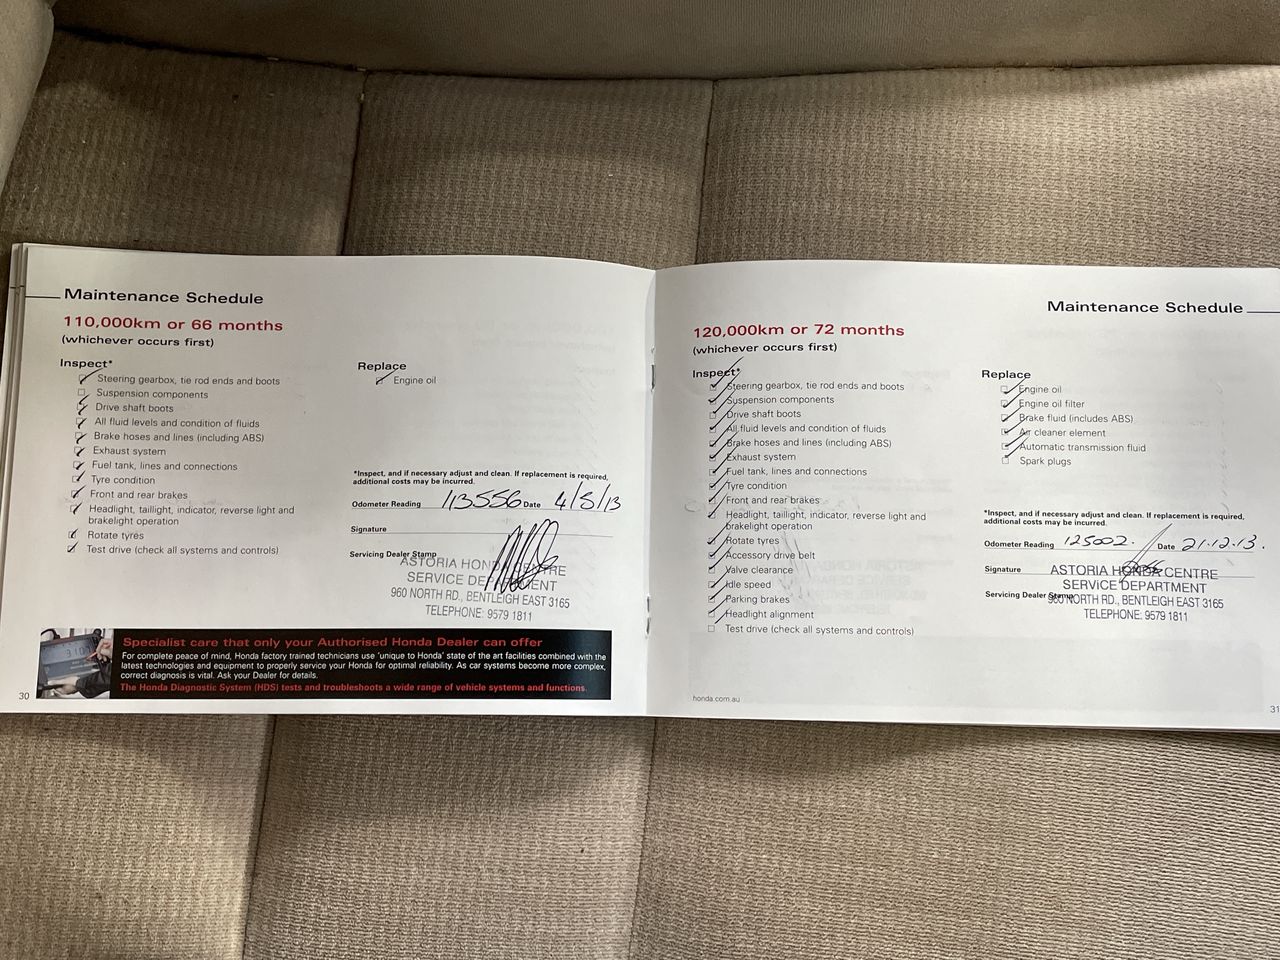 Maintenance Schedule
110,000km or 66 months
(whichever occurs first)
Inspect*
Steering gearbox, tie rod ends and boots
Suspension components
Drive shaft boots
All fluid levels and condition of fluids
Brake hoses and lines (including ABS)
Exhaust system
Fuel tank, lines and connections
Tyre condition
Front and rear brakes
Headlight, taillight, indicator, reverse light and
brakelight operation
Rotate tyres
Test drive (check all systems and controls)
Replace
Engine oil
*Inspect, and if necessary adjust and clean. If replacement is required,
additional costs may be incurred.
Odometer Reading 113556 Date 4/5/13
Signature
Servicing Dealer Stamp
ASTORIA HONDA CENTRE
SERVICE DEPARTMENT
960 NORTH RD., BENTLEIGH EAST 3165
TELEPHONE: 9579 1811
Specialist care that only your Authorised Honda Dealer can offer
For complete peace of mind, Honda factory trained technicians use 'unique to Honda' state of the art facilities combined with the
latest technologies and equipment to properly service your Honda for optimal reliability. As car systems become more complex,
correct diagnosis is vital. Ask your Dealer for details.
The Honda Diagnostic System (HDS) tests and troubleshoots a wide range of vehicle systems and functions.
30
Maintenance Schedule
120,000km or 72 months
(whichever occurs first)
Inspect*
Steering gearbox, tie rod ends and boots
Suspension components
Drive shaft boots
All fluid levels and condition of fluids
Brake hoses and lines (including ABS)
Exhaust system
Fuel tank, lines and connections
Tyre condition
Front and rear brakes
Headlight, taillight, indicator, reverse light and
brakelight operation
Rotate tyres
Accessory drive belt
Valve clearance
Idle speed
Parking brakes
Headlight alignment
Test drive (check all systems and controls)
Replace
Engine oil
Engine oil filter
Brake fluid (includes ABS)
Air cleaner element
Automatic transmission fluid
Spark plugs
*Inspect, and if necessary adjust and clean. If replacement is required,
additional costs may be incurred.
Odometer Reading 125002. Date 21.12.13.
Signature
Servicing Dealer Stamp
ASTORIA HONDA CENTRE
SERVICE DEPARTMENT
960 NORTH RD., BENTLEIGH EAST 3165
TELEPHONE: 9579 1811
honda.com.au
31